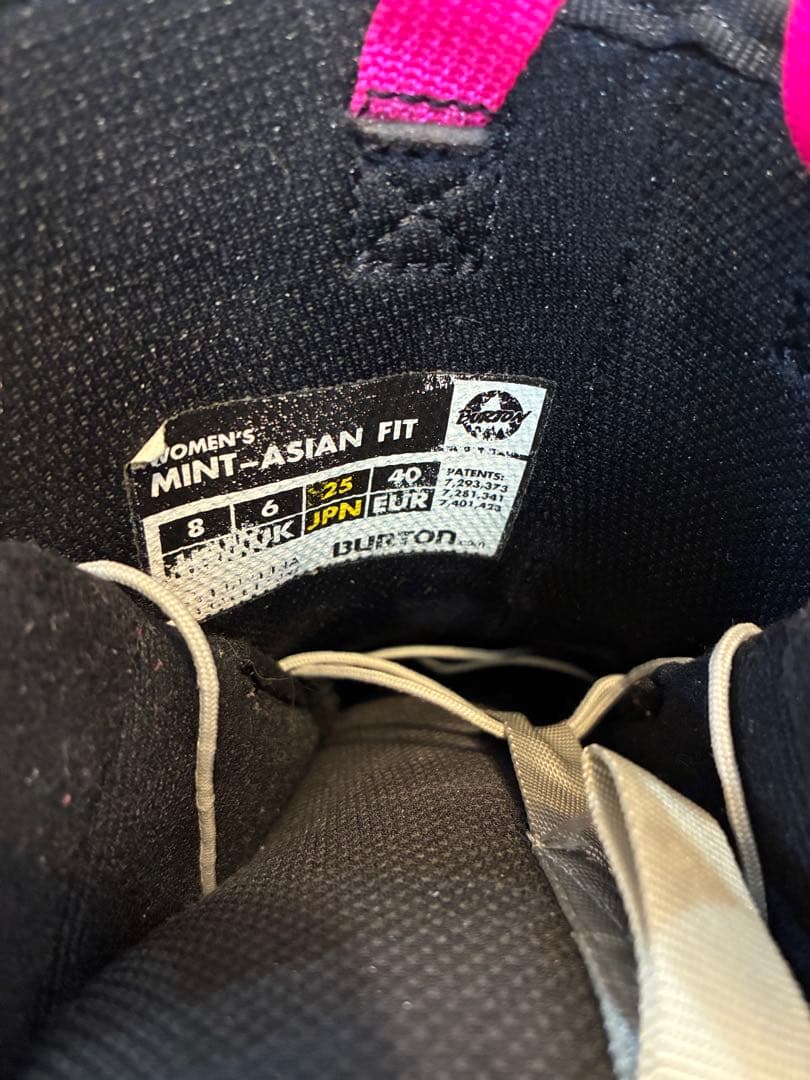 WOMEN'S
MINT-ASIAN FIT
BURTON
8 6 25 40
UK JPN EUR
PATENTS:
7,293,373
7,281,341
7,401,423
BURTON